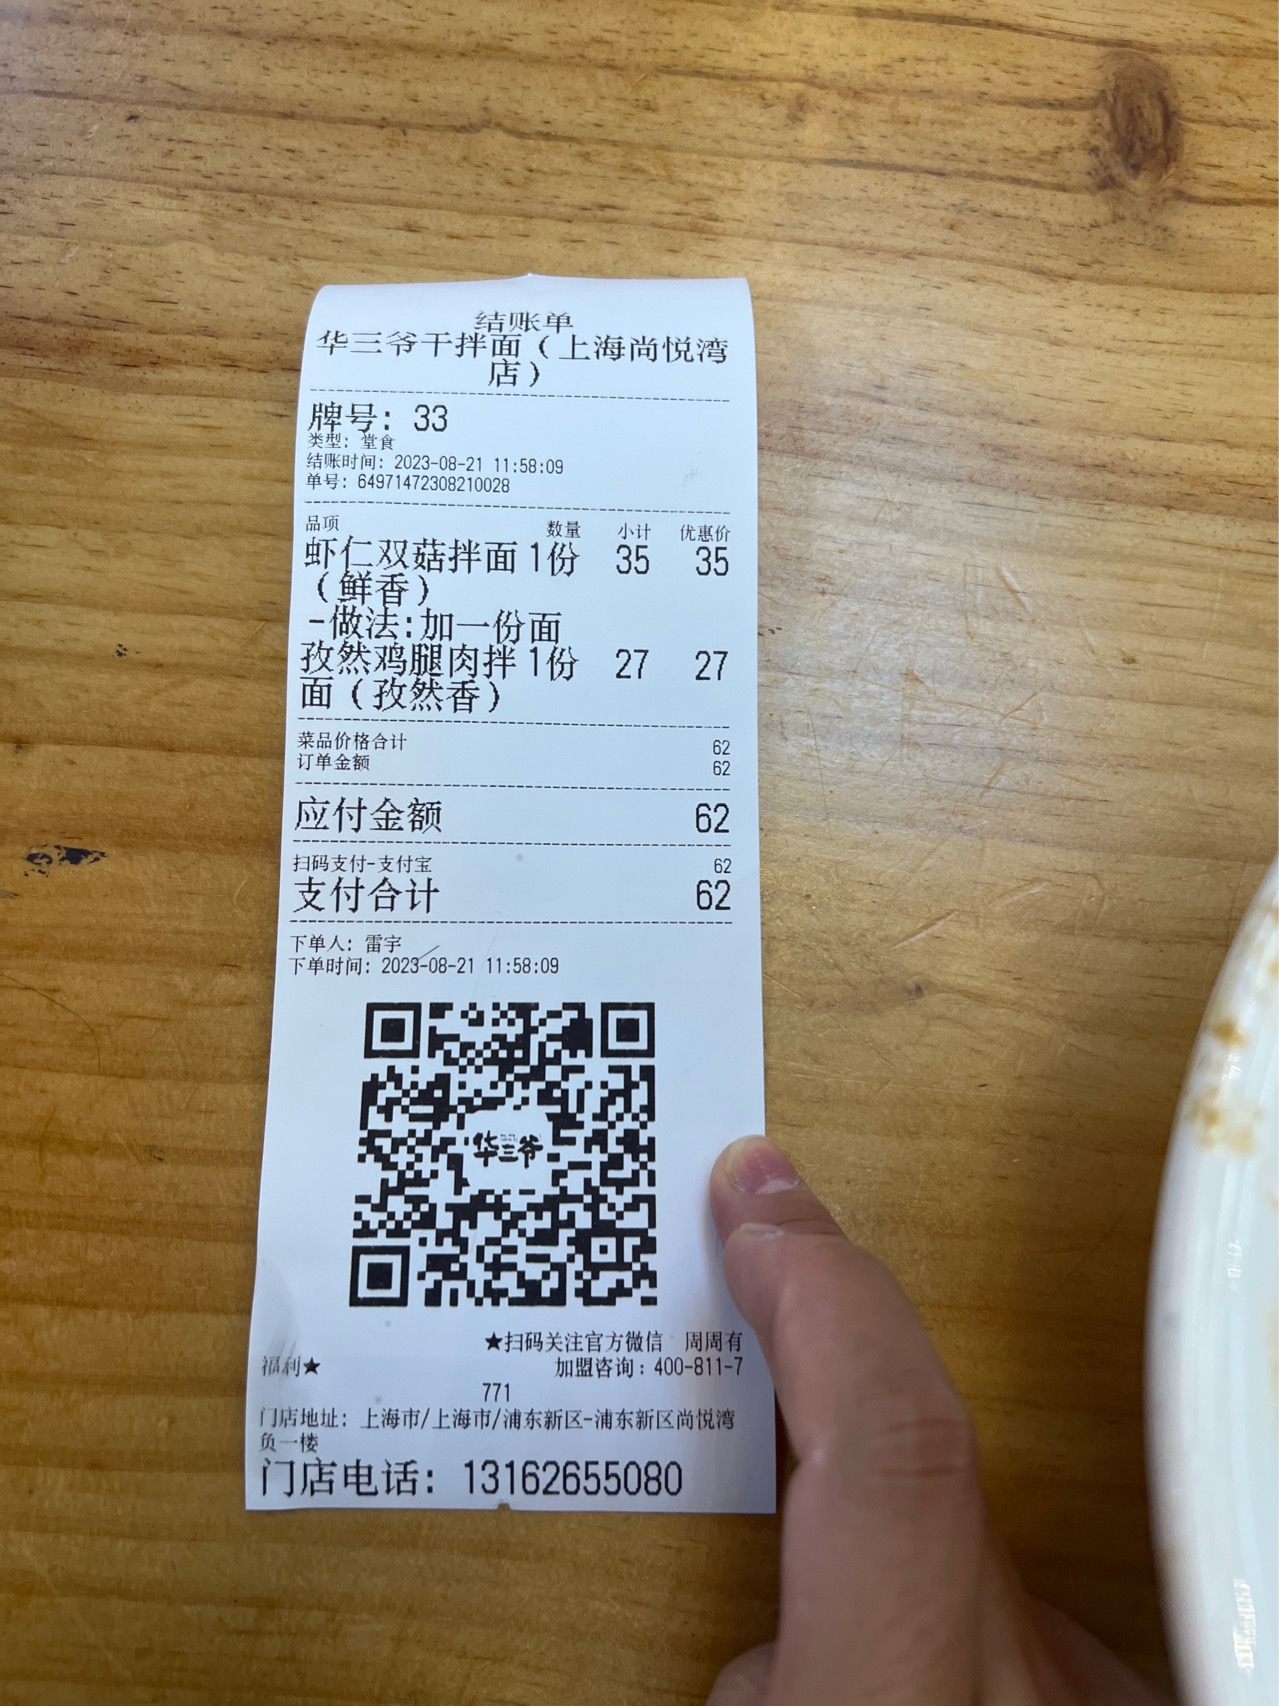 结账单
华三爷干拌面（上海尚悦湾
店）
牌号: 33
类型: 堂食
结账时间: 2023-08-21 11:58:09
单号: 64971472308210028
品项 数量 小计 优惠价
虾仁双菇拌面 1份 35 35
（鲜香）
-做法:加一份面
孜然鸡腿肉拌 1份 27 27
面（孜然香）
菜品价格合计 62
订单金额 62
应付金额 62
扫码支付-支付宝 62
支付合计 62
下单人: 雷宇
下单时间: 2023-08-21 11:58:09
华三爷
★扫码关注官方微信 周周有
福利★ 加盟咨询: 400-811-7
771
门店地址: 上海市/上海市/浦东新区-浦东新区尚悦湾
负一楼
门店电话: 13162655080